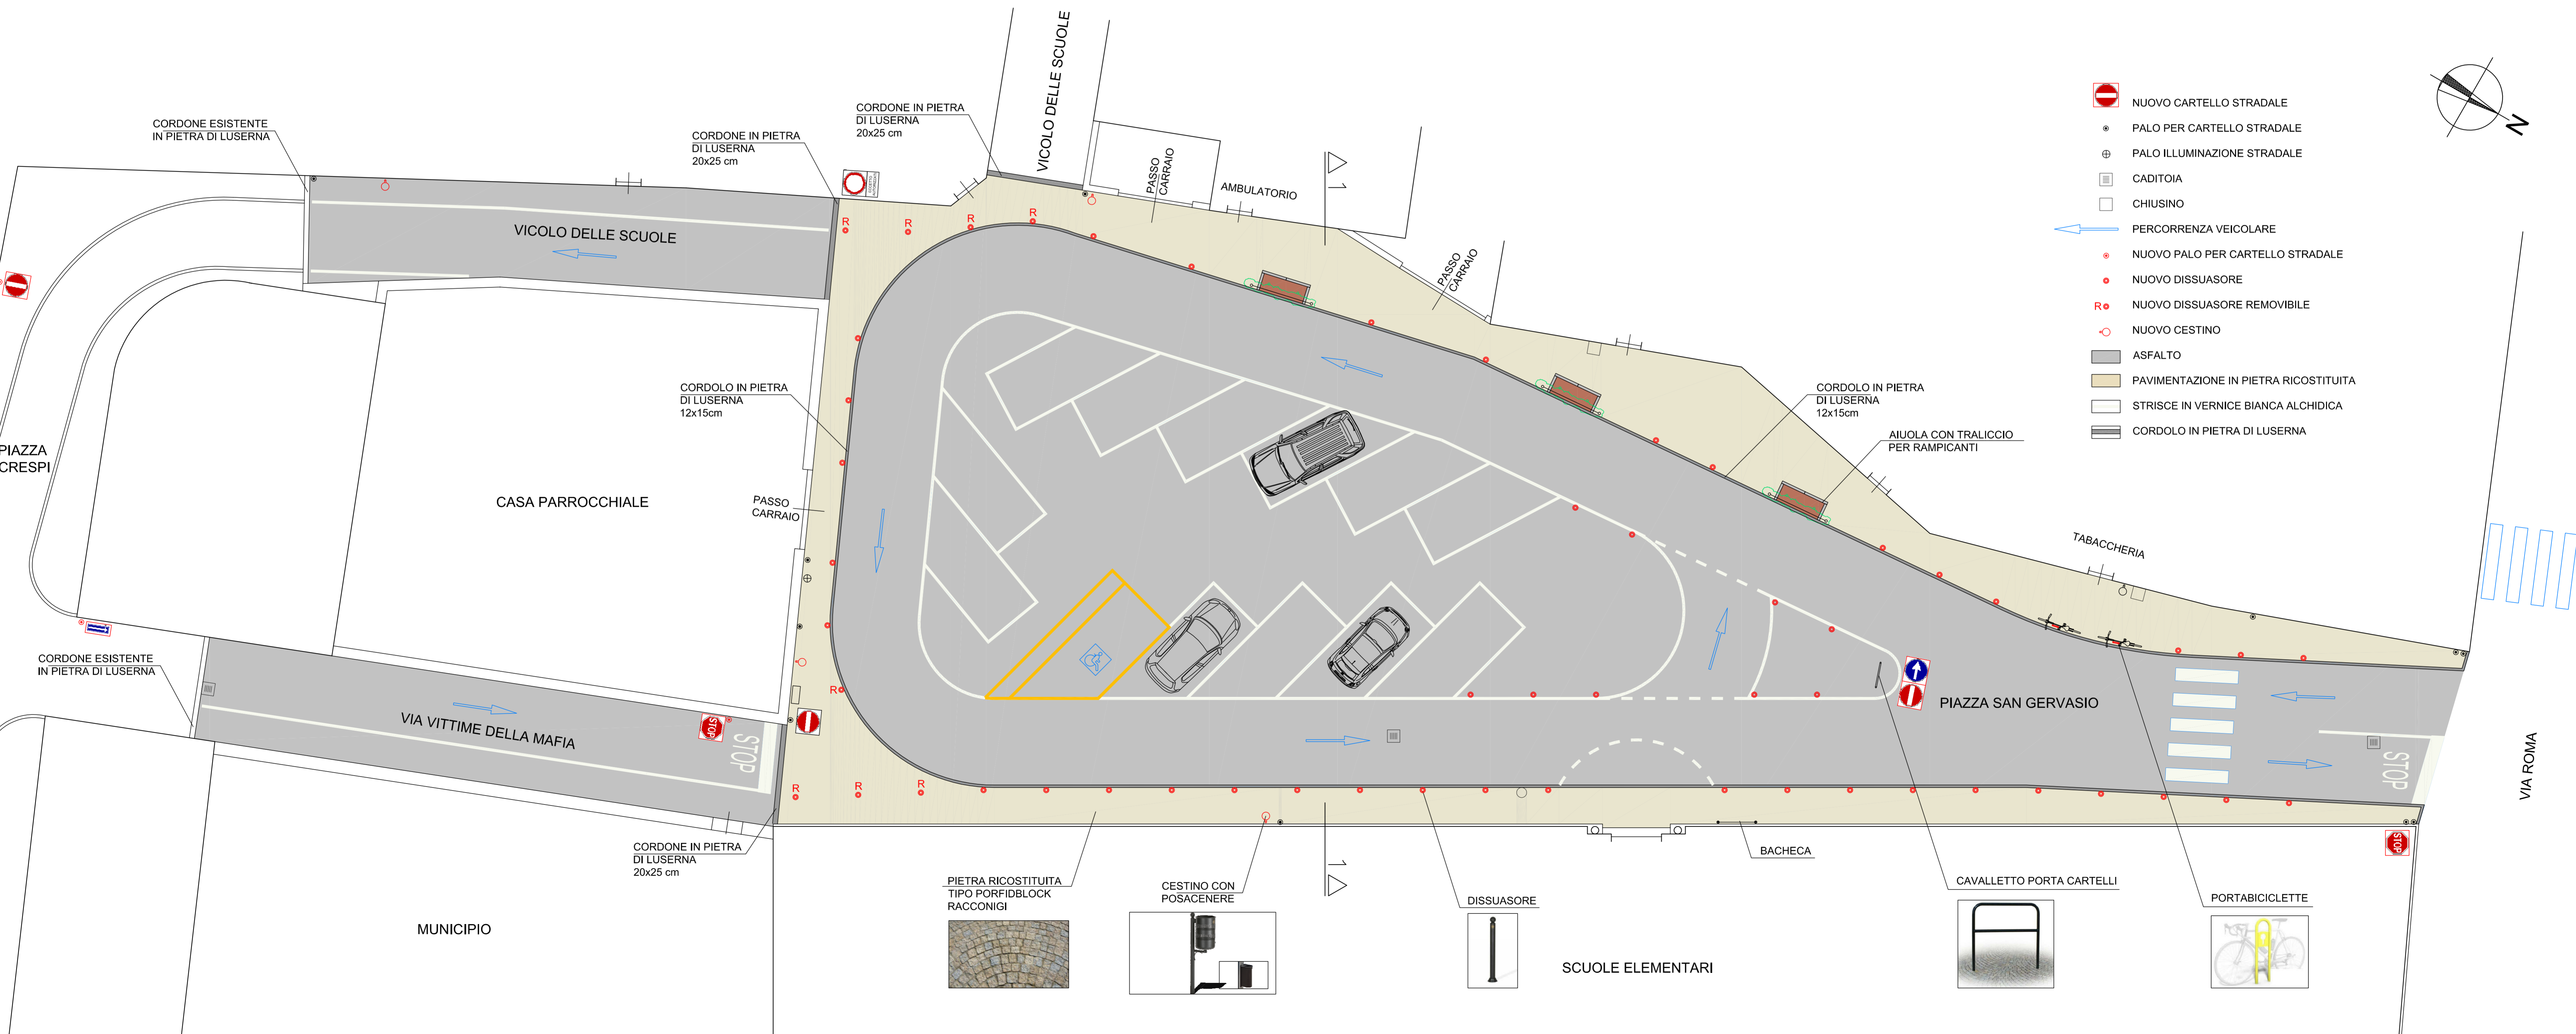 VICOLO DELLE SCUOLE
CORDONE ESISTENTE
IN PIETRA DI LUSERNA
CORDONE IN PIETRA
DI LUSERNA
20x25 cm
CORDONE IN PIETRA
DI LUSERNA
20x25 cm
PASSO
CARRAIO
AMBULATORIO
1
N
NUOVO CARTELLO STRADALE
PALO PER CARTELLO STRADALE
PALO ILLUMINAZIONE STRADALE
CADITOIA
CHIUSINO
PERCORRENZA VEICOLARE
NUOVO PALO PER CARTELLO STRADALE
NUOVO DISSUASORE
R NUOVO DISSUASORE REMOVIBILE
NUOVO CESTINO
ASFALTO
PAVIMENTAZIONE IN PIETRA RICOSTITUITA
STRISCE IN VERNICE BIANCA ALCHIDICA
CORDOLO IN PIETRA DI LUSERNA
R
R
R
R
VICOLO DELLE SCUOLE
PASSO
CARRAIO
CORDOLO IN PIETRA
DI LUSERNA
12x15cm
CORDOLO IN PIETRA
DI LUSERNA
12x15cm
AIUOLA CON TRALICCIO
PER RAMPICANTI
PIAZZA
CRESPI
CASA PARROCCHIALE
PASSO
CARRAIO
TABACCHERIA
CORDONE ESISTENTE
IN PIETRA DI LUSERNA
VIA VITTIME DELLA MAFIA
STOP
STOP
R
R
R
R
PIAZZA SAN GERVASIO
STOP
VIA ROMA
STOP
CORDONE IN PIETRA
DI LUSERNA
20x25 cm
1
BACHECA
PIETRA RICOSTITUITA
TIPO PORFIDBLOCK
RACCONIGI
CESTINO CON
POSACENERE
DISSUASORE
CAVALLETTO PORTA CARTELLI
PORTABICICLETTE
MUNICIPIO
SCUOLE ELEMENTARI